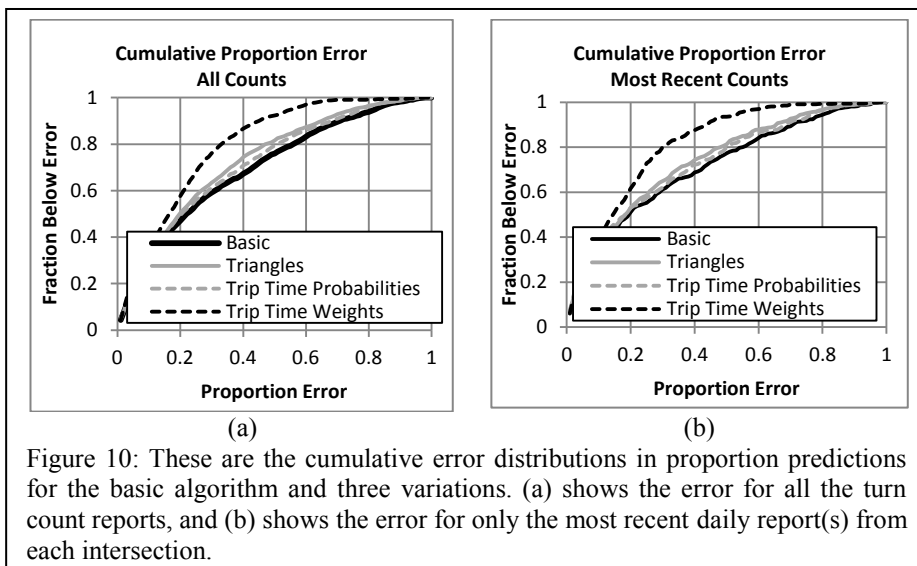 Cumulative Proportion Error
All Counts
Fraction Below Error
1
0.8
0.6
0.4
0.2
0
Basic
Triangles
Trip Time Probabilities
Trip Time Weights
0 0.2 0.4 0.6 0.8 1
Proportion Error
(a)
Cumulative Proportion Error
Most Recent Counts
Fraction Below Error
1
0.8
0.6
0.4
0.2
0
Basic
Triangles
Trip Time Probabilities
Trip Time Weights
0 0.2 0.4 0.6 0.8 1
Proportion Error
(b)
Figure 10: These are the cumulative error distributions in proportion predictions
for the basic algorithm and three variations. (a) shows the error for all the turn
count reports, and (b) shows the error for only the most recent daily report(s) from
each intersection.